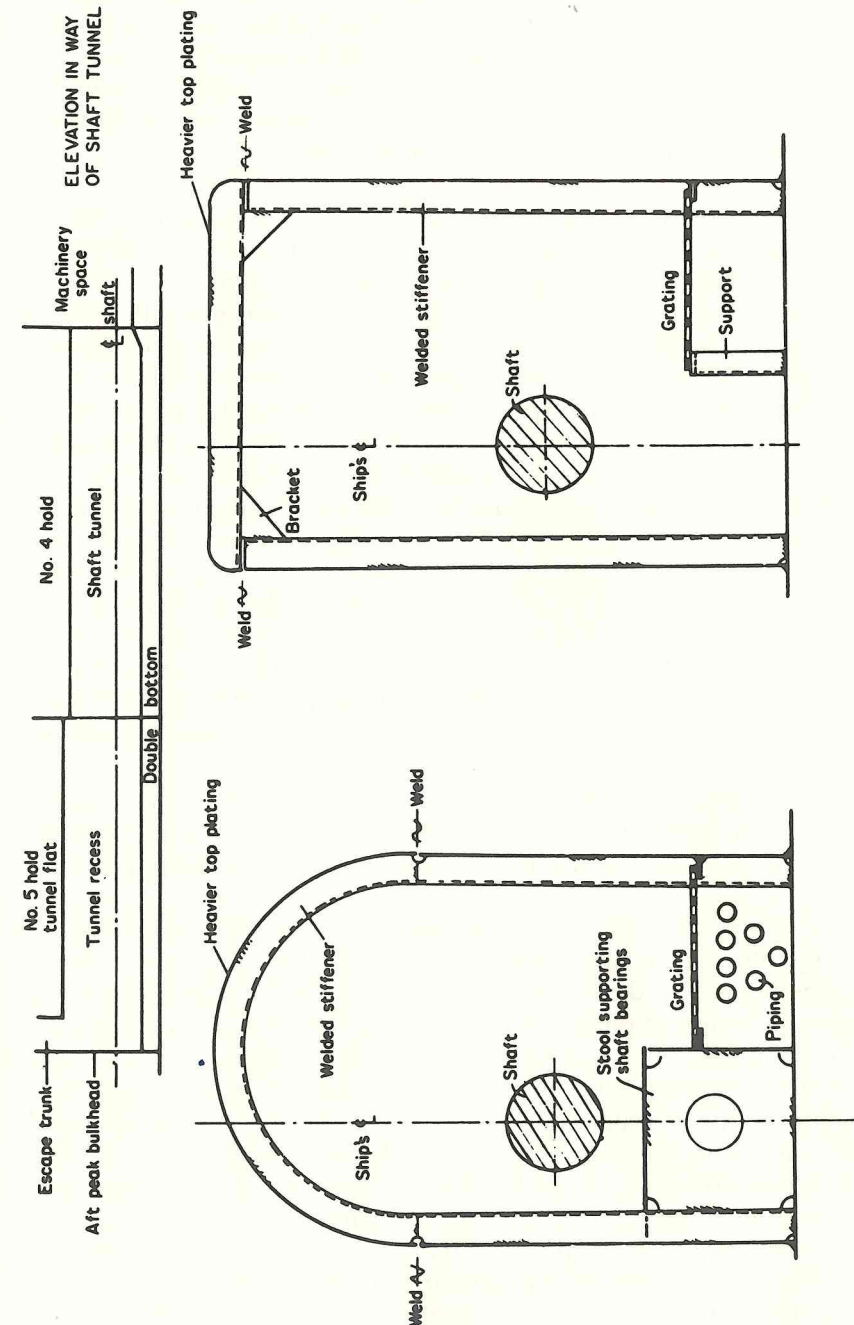 ELEVATION IN WAY
OF SHAFT TUNNEL
Escape trunk
Aft peak bulkhead
No. 5 hold
tunnel flat
Tunnel recess
Double bottom
No. 4 hold
Shaft tunnel
Machinery
space
℄ shaft
Heavier top plating
Welded stiffener
Weld
Weld
Ship's ℄
Shaft
Stool supporting
shaft bearings
Grating
Piping
Heavier top plating
Weld
Weld
Bracket
Ship's ℄
Welded stiffener
Shaft
Grating
Support